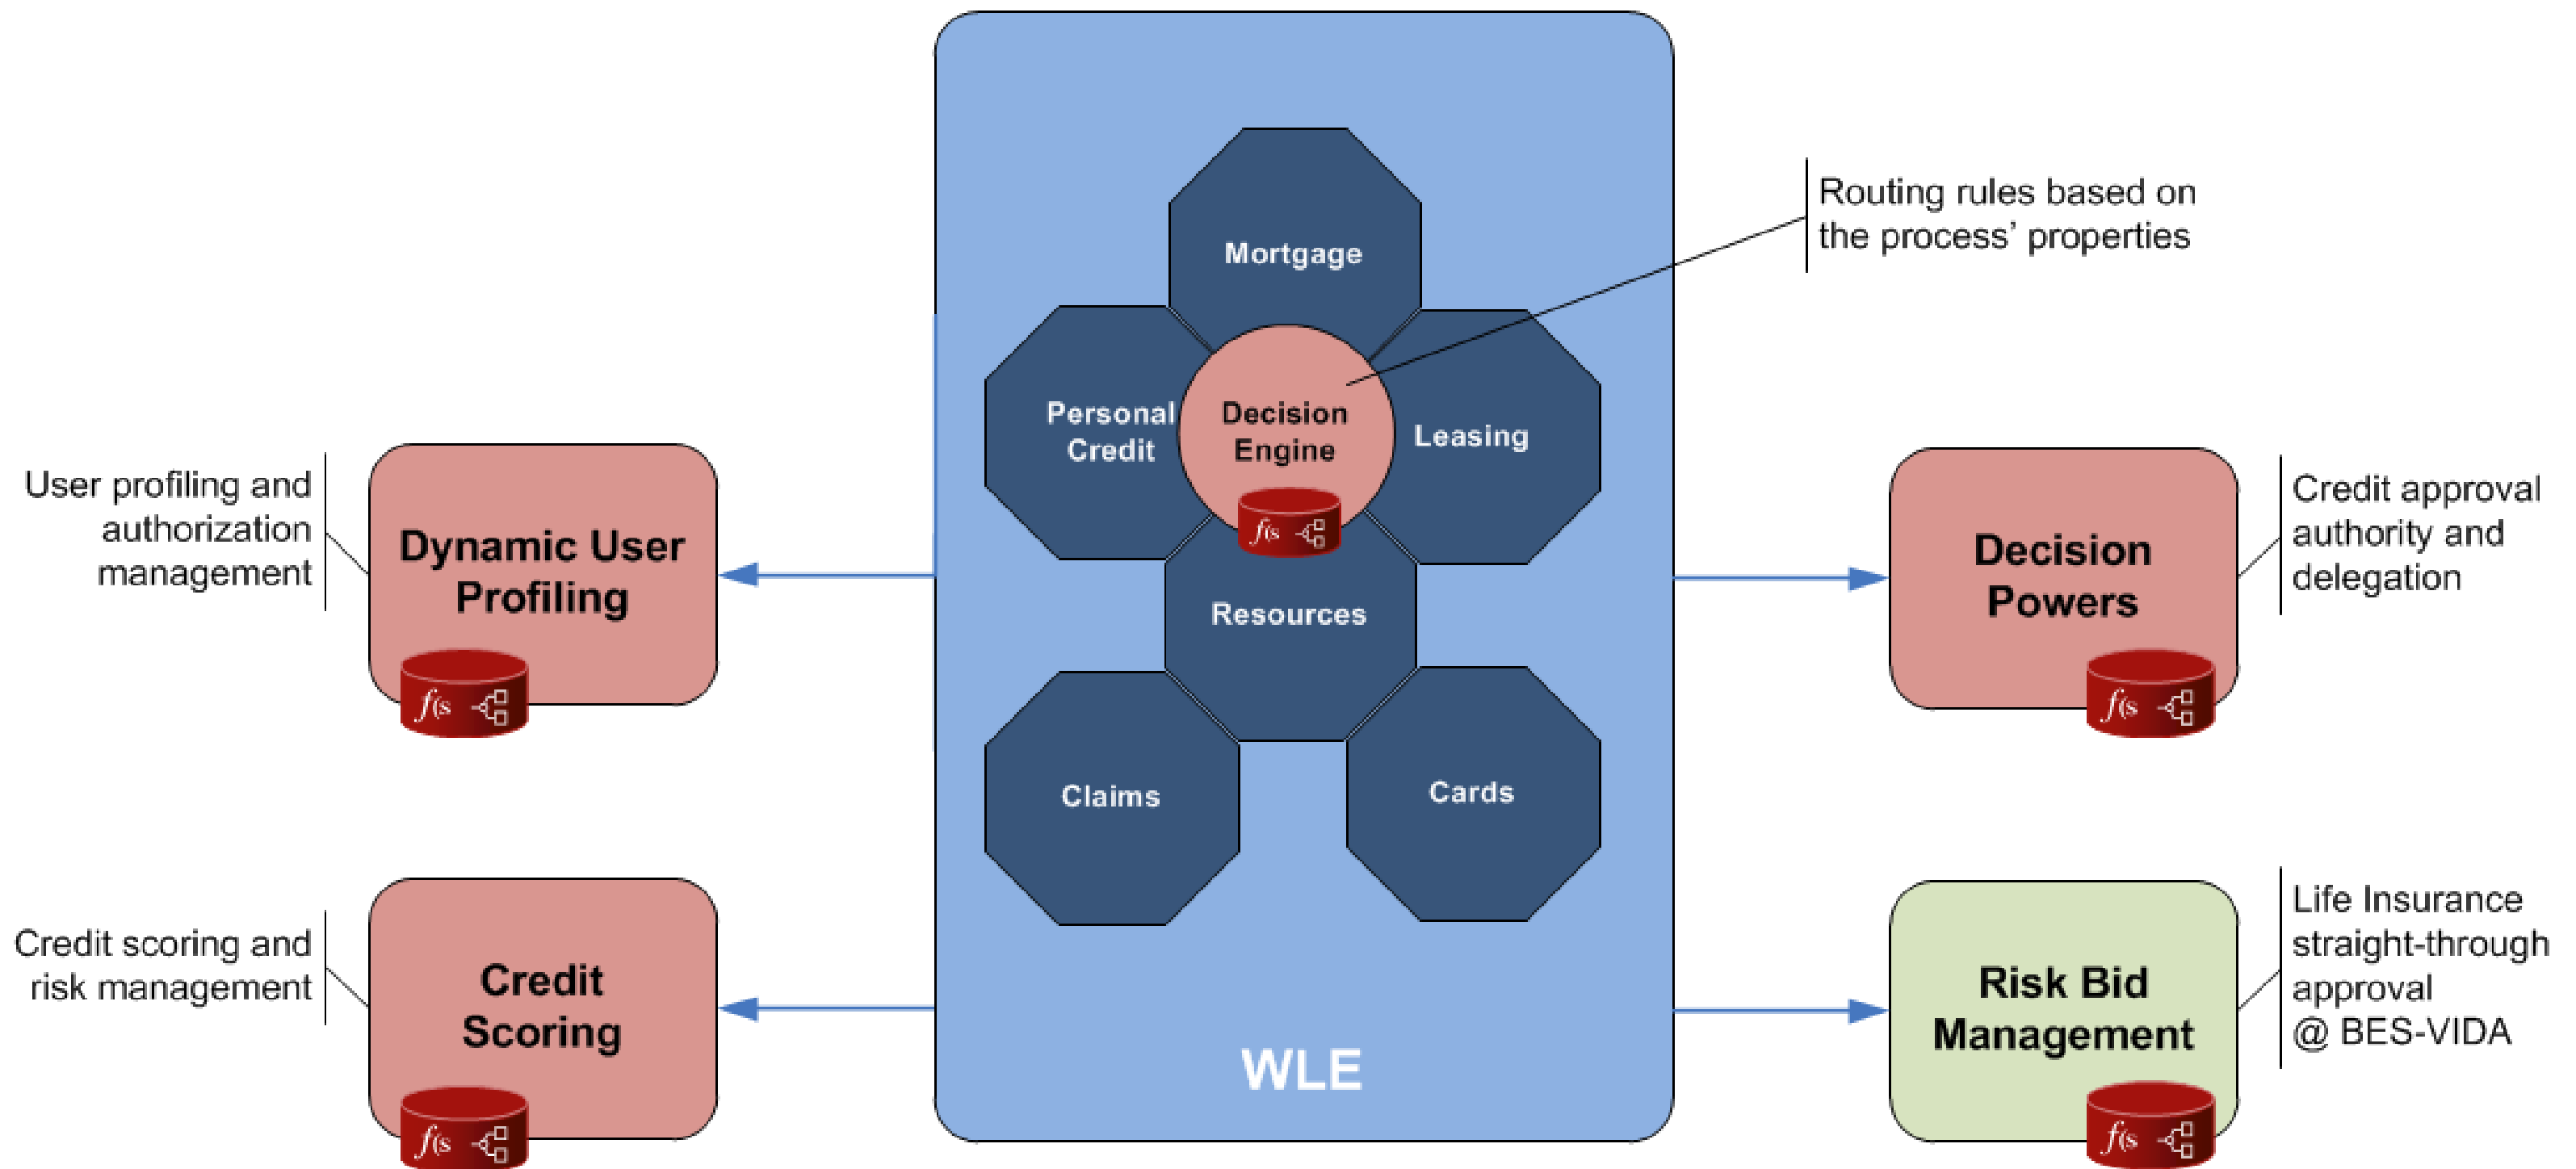 Mortgage
Routing rules based on
the process’ properties
Personal
Credit
Decision
Engine
f(s
Leasing
User profiling and
authorization
management
Dynamic User
Profiling
f(s
Resources
Decision
Powers
f(s
Credit approval
authority and
delegation
Claims
Cards
Credit scoring and
risk management
Credit
Scoring
f(s
WLE
Risk Bid
Management
f(s
Life Insurance
straight-through
approval
@ BES-VIDA